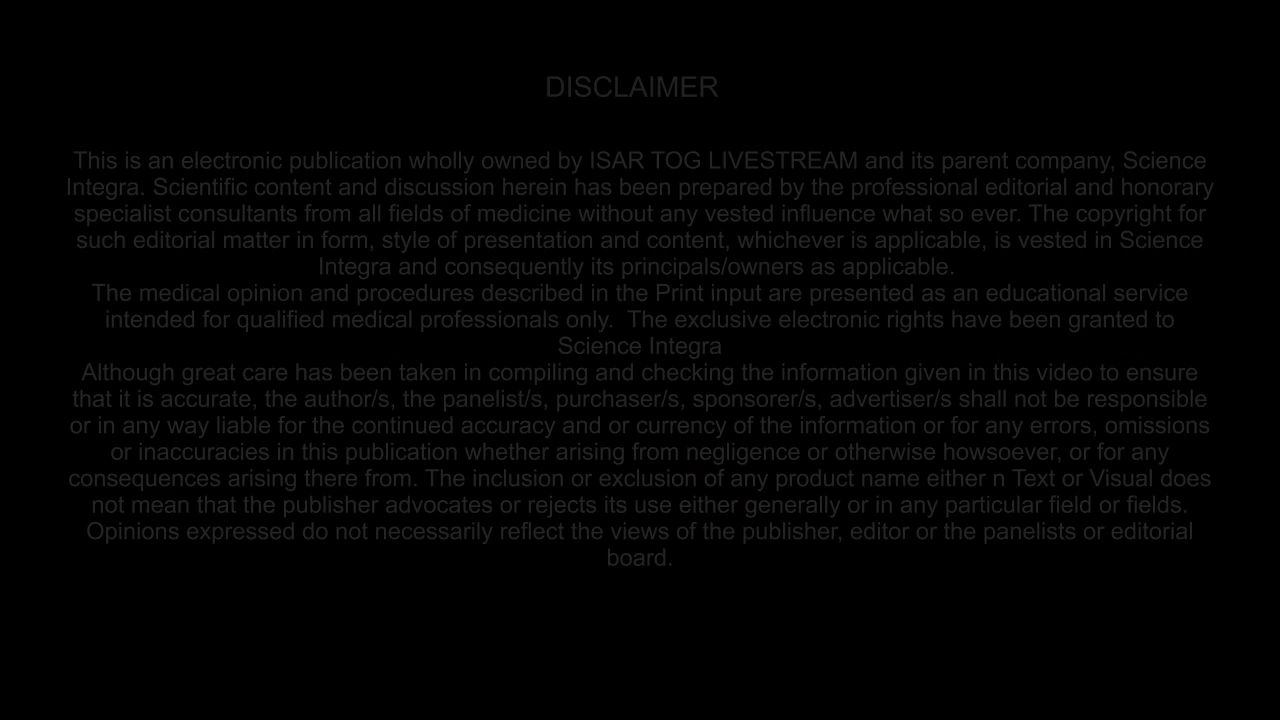 DISCLAIMER
This is an electronic publication wholly owned by ISAR TOG LIVESTREAM and its parent company, Science
Integra. Scientific content and discussion herein has been prepared by the professional editorial and honorary
specialist consultants from all fields of medicine without any vested influence what so ever. The copyright for
such editorial matter in form, style of presentation and content, whichever is applicable, is vested in Science
Integra and consequently its principals/owners as applicable.
The medical opinion and procedures described in the Print input are presented as an educational service
intended for qualified medical professionals only.  The exclusive electronic rights have been granted to
Science Integra
Although great care has been taken in compiling and checking the information given in this video to ensure
that it is accurate, the author/s, the panelist/s, purchaser/s, sponsorer/s, advertiser/s shall not be responsible
or in any way liable for the continued accuracy and or currency of the information or for any errors, omissions
or inaccuracies in this publication whether arising from negligence or otherwise howsoever, or for any
consequences arising there from. The inclusion or exclusion of any product name either n Text or Visual does
not mean that the publisher advocates or rejects its use either generally or in any particular field or fields.
Opinions expressed do not necessarily reflect the views of the publisher, editor or the panelists or editorial
board.